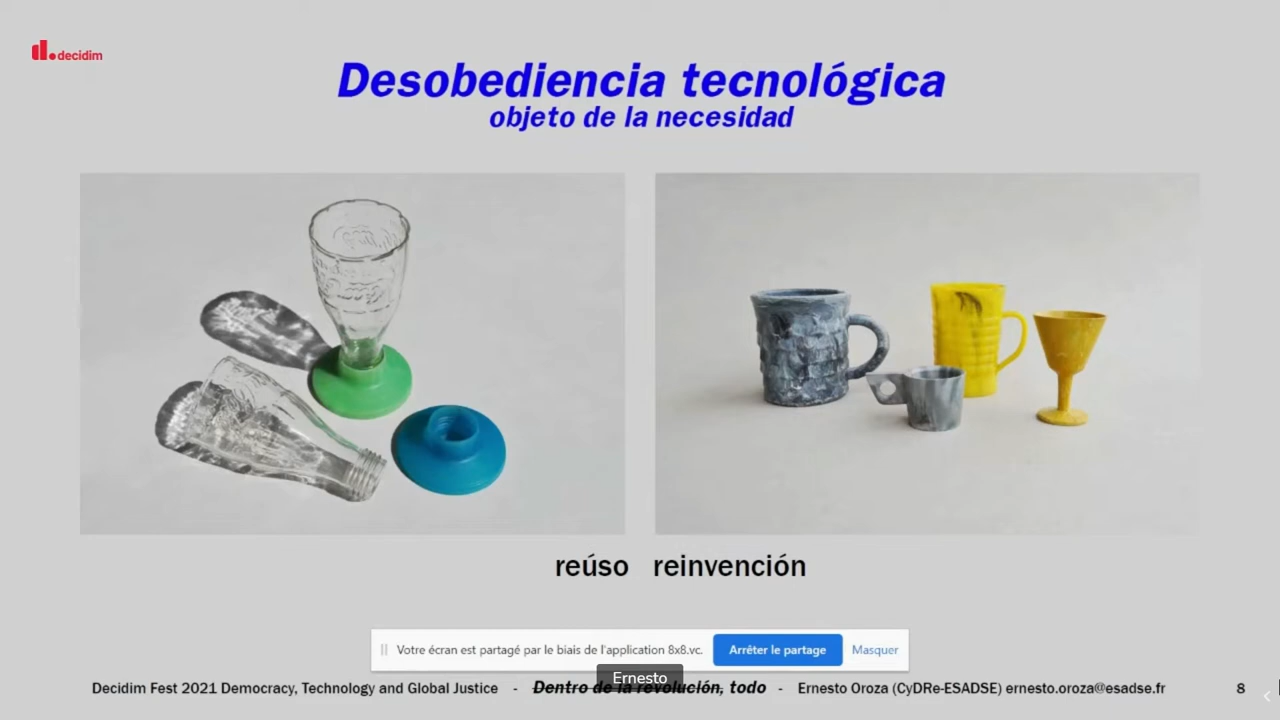 decidim
Desobediencia tecnológica
objeto de la necesidad
reúso reinvención
Votre écran est partagé par le biais de l'application 8x8.vc. Arrêter le partage Masquer
Ernesto
Decidim Fest 2021 Democracy, Technology and Global Justice - Dentro de la revolución, todo - Ernesto Oroza (CyDRe-ESADSE) ernesto.oroza@esadse.fr 8